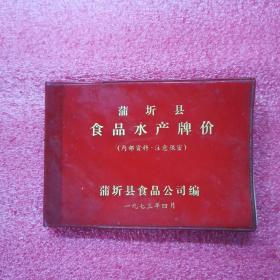 蒲圻县
食品水产牌价
(内部资料·注意保密)
蒲圻县食品公司编
一九七三年四月